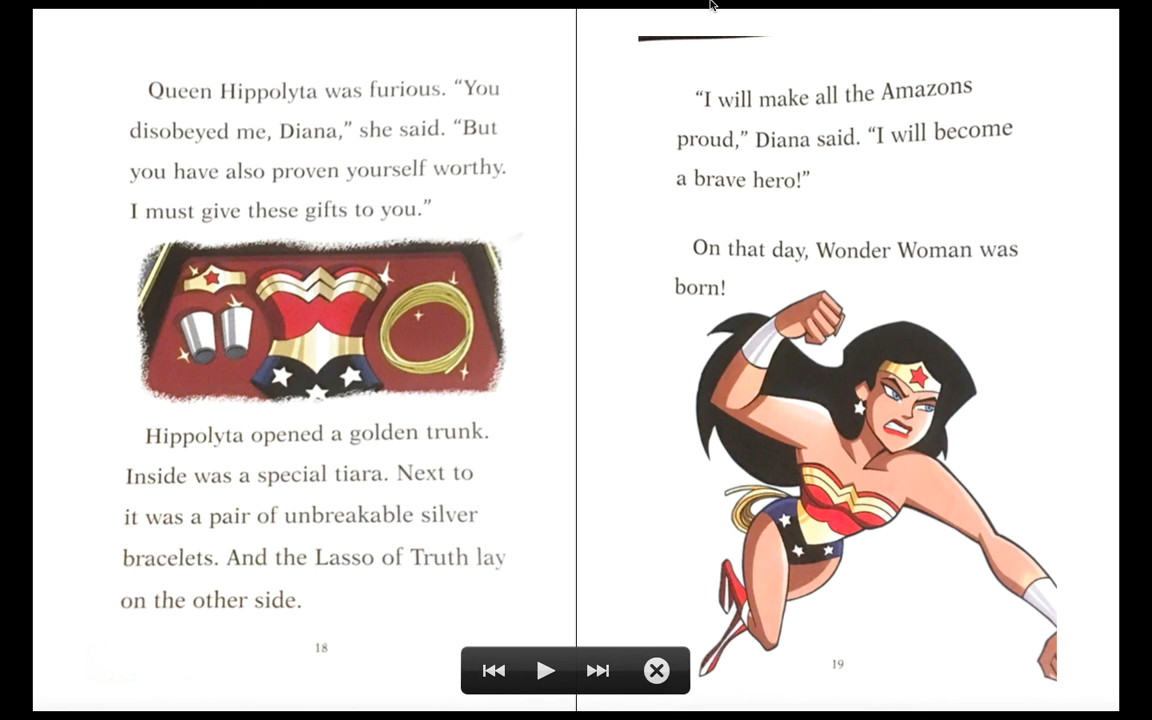 Queen Hippolyta was furious. “You
disobeyed me, Diana,” she said. “But
you have also proven yourself worthy.
I must give these gifts to you.”
Hippolyta opened a golden trunk.
Inside was a special tiara. Next to
it was a pair of unbreakable silver
bracelets. And the Lasso of Truth lay
on the other side.
18
“I will make all the Amazons
proud,” Diana said. “I will become
a brave hero!”
On that day, Wonder Woman was
born!
19